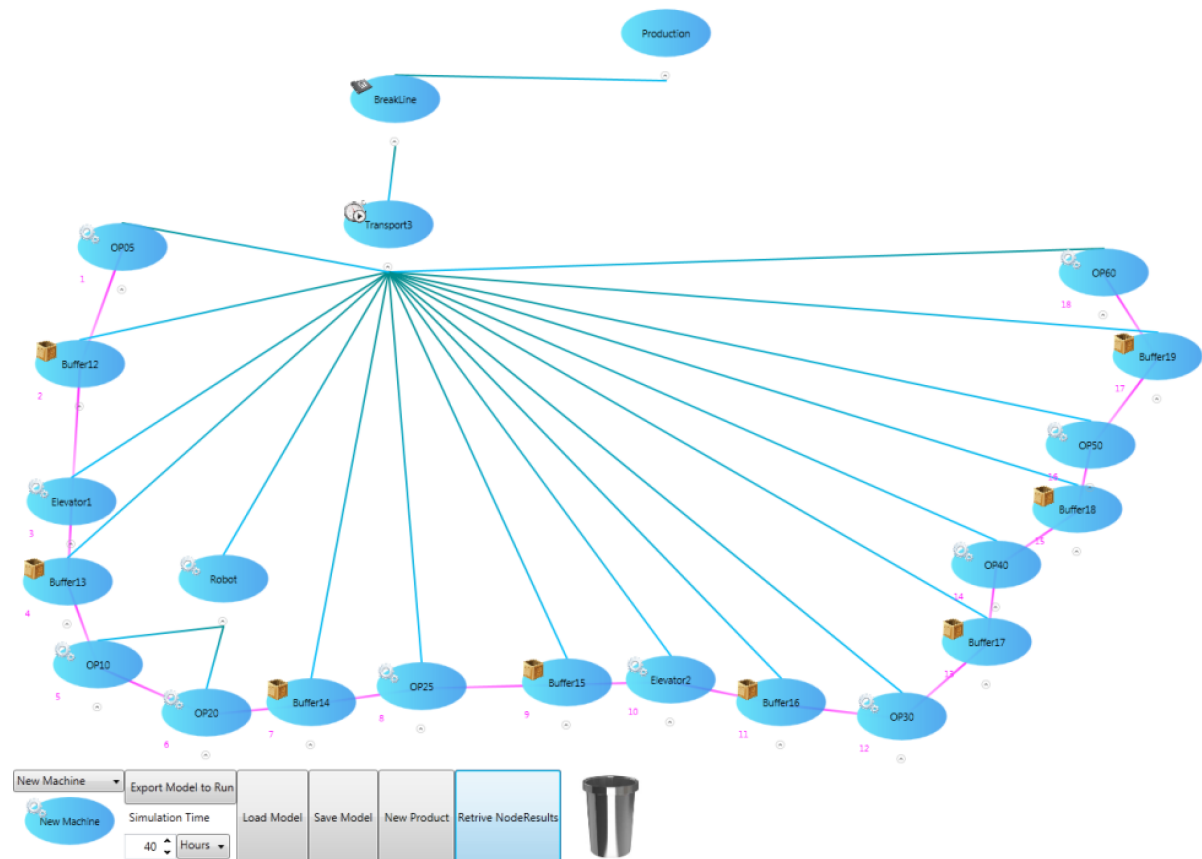 Production
BreakLine
Transport3
OP05
1
OP60
18
Buffer12
2
Buffer19
17
OP50
16
Elevator1
3
Buffer18
15
Buffer13
4
Robot
OP40
14
Buffer17
13
OP10
5
OP20
6
Buffer14
7
OP25
8
Buffer15
9
Elevator2
10
Buffer16
11
OP30
12
New Machine
Export Model to Run
New Machine
Simulation Time
40 Hours
Load Model
Save Model
New Product
Retrive NodeResults